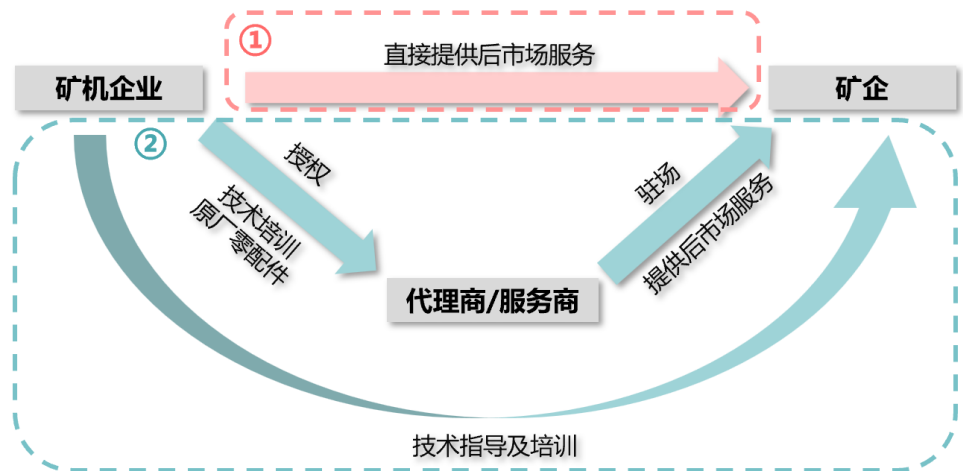 ①
直接提供后市场服务
矿机企业
矿企
②
授权
技术培训
原厂零配件
驻场
提供后市场服务
代理商/服务商
技术指导及培训